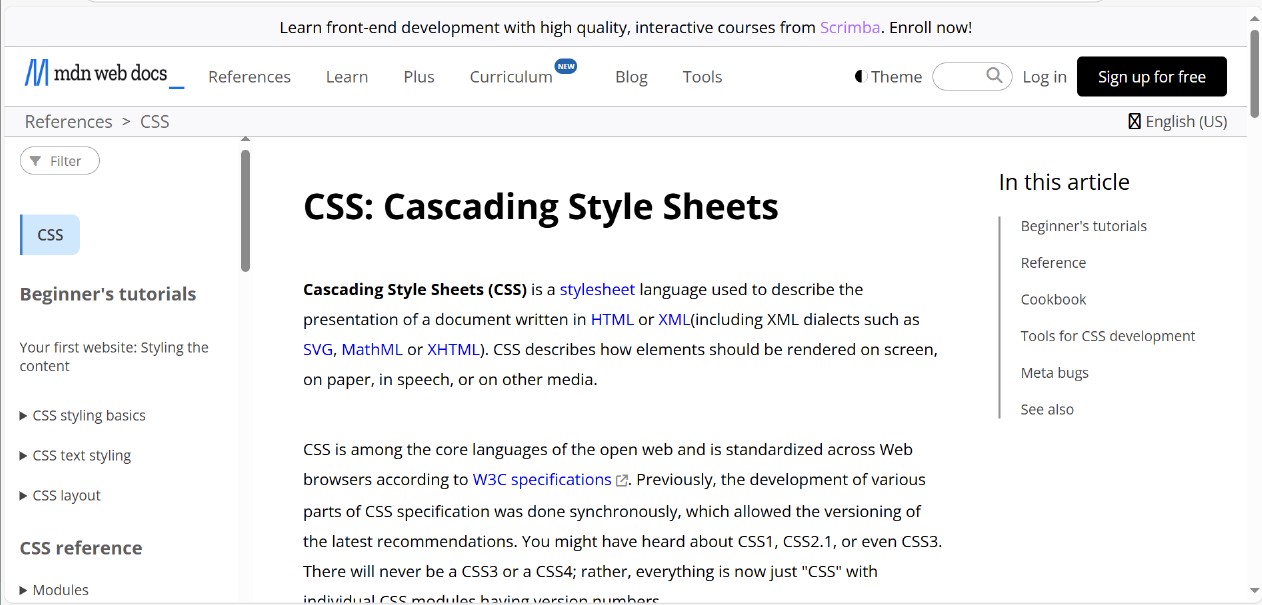 Learn front-end development with high quality, interactive courses from Scrimba. Enroll now!
mdn web docs_ References Learn Plus Curriculum NEW Blog Tools Theme Log in Sign up for free
References > CSS English (US)
Filter
CSS
Beginner's tutorials
Your first website: Styling the
content
CSS styling basics
CSS text styling
CSS layout
CSS reference
Modules
CSS: Cascading Style Sheets
Cascading Style Sheets (CSS) is a stylesheet language used to describe the
presentation of a document written in HTML or XML(including XML dialects such as
SVG, MathML or XHTML). CSS describes how elements should be rendered on screen,
on paper, in speech, or on other media.
CSS is among the core languages of the open web and is standardized across Web
browsers according to W3C specifications. Previously, the development of various
parts of CSS specification was done synchronously, which allowed the versioning of
the latest recommendations. You might have heard about CSS1, CSS2.1, or even CSS3.
There will never be a CSS3 or a CSS4; rather, everything is now just "CSS" with
individual CSS modules having version numbers.
In this article
Beginner's tutorials
Reference
Cookbook
Tools for CSS development
Meta bugs
See also